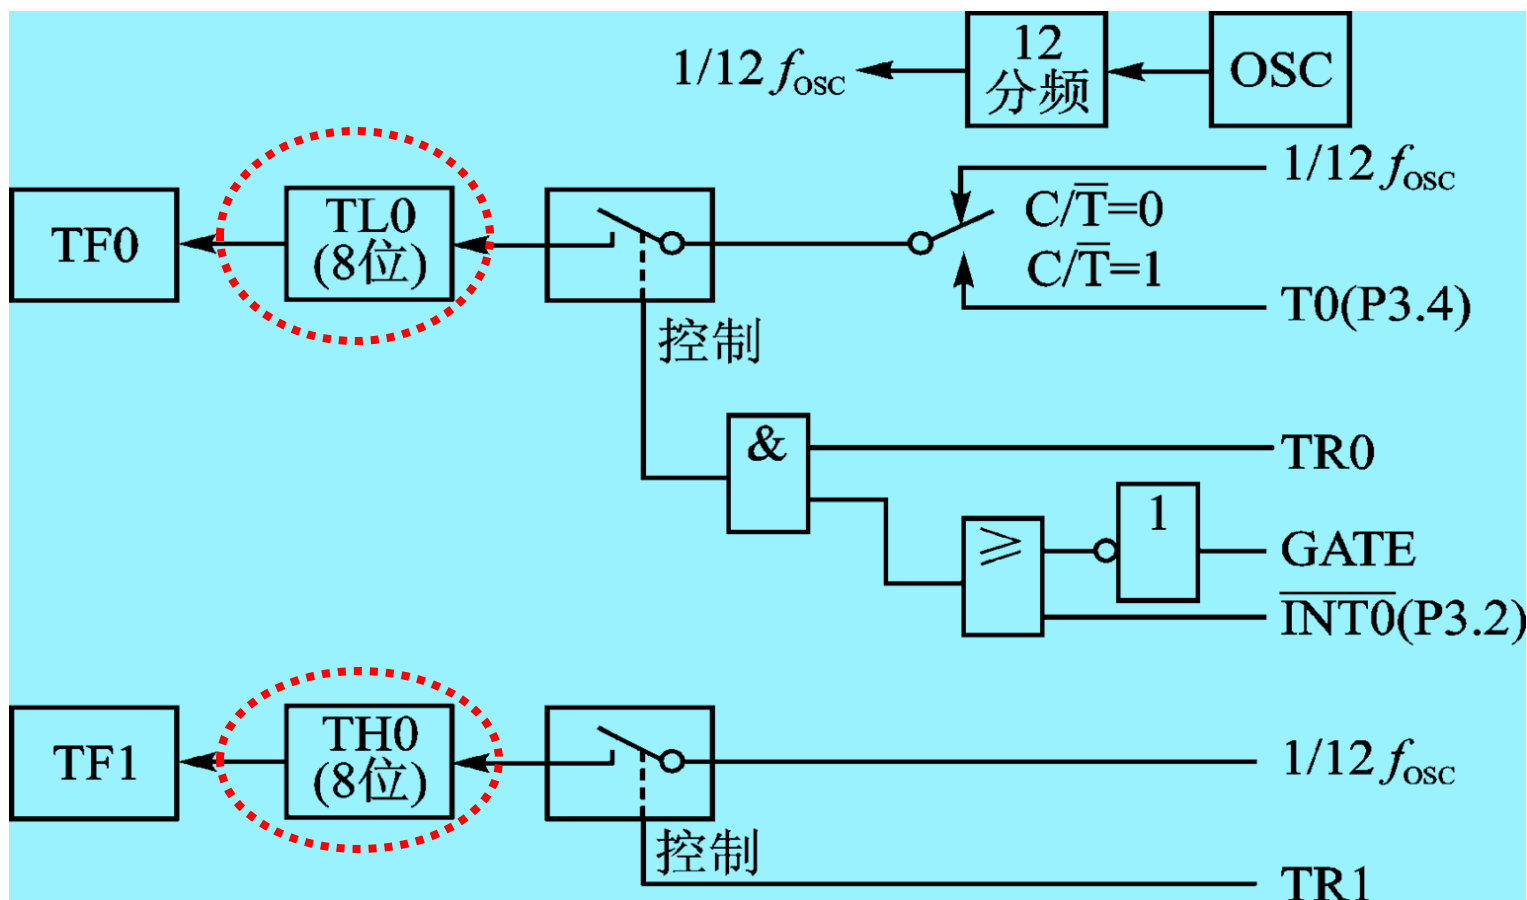 1/12 fOSC
12
分频
OSC
1/12 fOSC
TF0
TL0
(8位)
C/T̅=0
C/T̅=1
T0(P3.4)
控制
&
TR0
≥
1
GATE
I̅N̅T̅0̅(P3.2)
TF1
TH0
(8位)
1/12 fOSC
控制
TR1